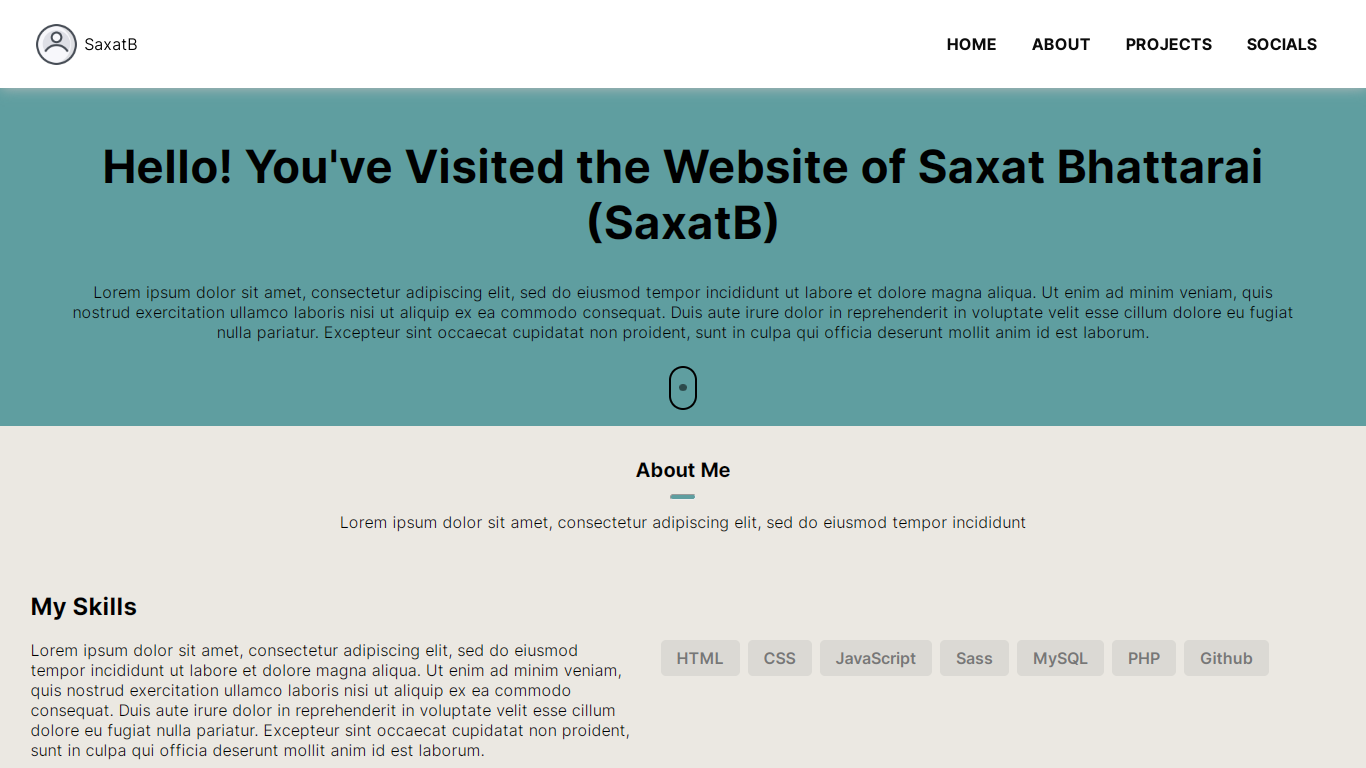 SaxatB
HOME ABOUT PROJECTS SOCIALS
Hello! You've Visited the Website of Saxat Bhattarai
(SaxatB)
Lorem ipsum dolor sit amet, consectetur adipiscing elit, sed do eiusmod tempor incididunt ut labore et dolore magna aliqua. Ut enim ad minim veniam, quis
nostrud exercitation ullamco laboris nisi ut aliquip ex ea commodo consequat. Duis aute irure dolor in reprehenderit in voluptate velit esse cillum dolore eu fugiat
nulla pariatur. Excepteur sint occaecat cupidatat non proident, sunt in culpa qui officia deserunt mollit anim id est laborum.
About Me
Lorem ipsum dolor sit amet, consectetur adipiscing elit, sed do eiusmod tempor incididunt
My Skills
Lorem ipsum dolor sit amet, consectetur adipiscing elit, sed do eiusmod
tempor incididunt ut labore et dolore magna aliqua. Ut enim ad minim veniam,
quis nostrud exercitation ullamco laboris nisi ut aliquip ex ea commodo
consequat. Duis aute irure dolor in reprehenderit in voluptate velit esse cillum
dolore eu fugiat nulla pariatur. Excepteur sint occaecat cupidatat non proident,
sunt in culpa qui officia deserunt mollit anim id est laborum.
HTML CSS JavaScript Sass MySQL PHP Github